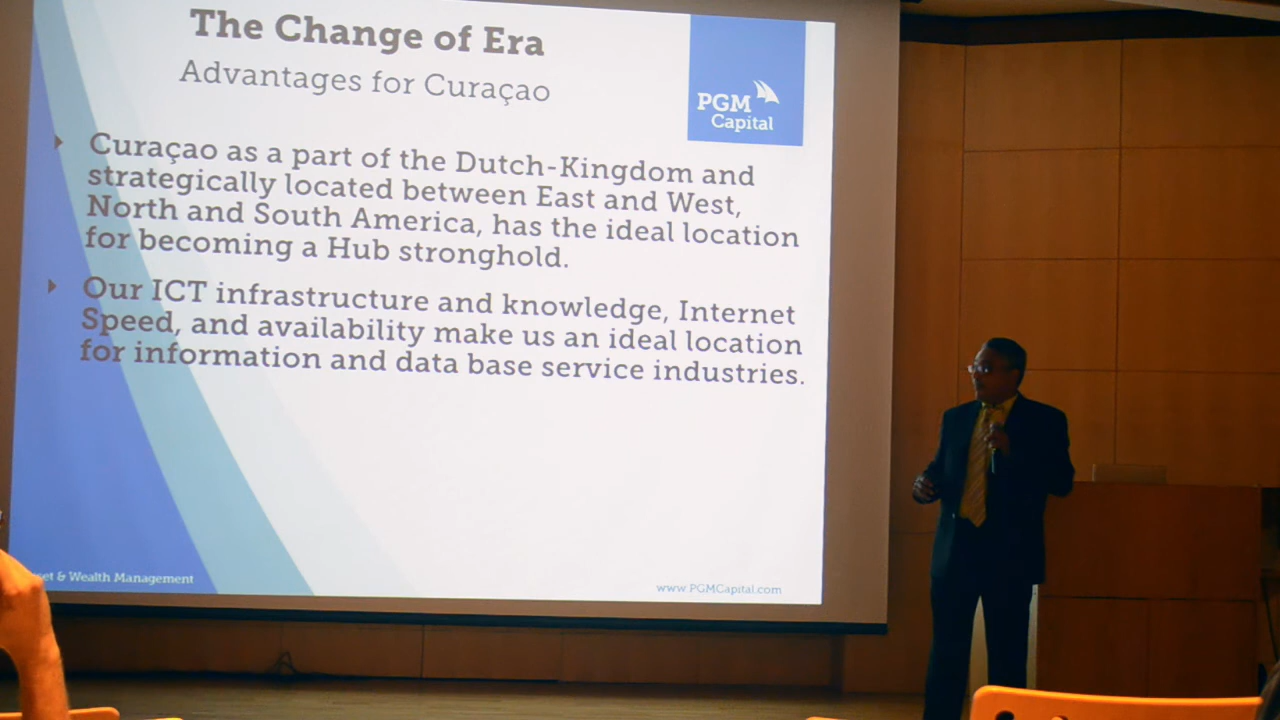 The Change of Era
Advantages for Curaçao
PGM
Capital
Curaçao as a part of the Dutch-Kingdom and
strategically located between East and West,
North and South America, has the ideal location
for becoming a Hub stronghold.
Our ICT infrastructure and knowledge, Internet
Speed, and availability make us an ideal location
for information and data base service industries.
& Wealth Management
www.PGMCapital.com